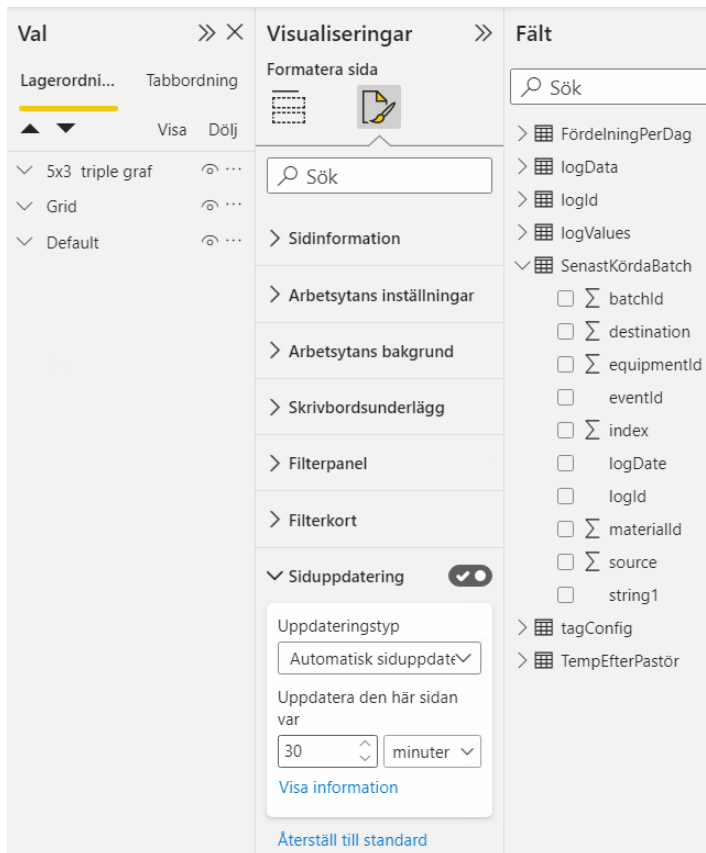 Val
Lagerordni...
Tabbordning
Visa Dölj
5x3 triple graf
Grid
Default
Visualiseringar
Formatera sida
Sök
Sidinformation
Arbetsytans inställningar
Arbetsytans bakgrund
Skrivbordsunderlägg
Filterpanel
Filterkort
Siduppdatering
Uppdateringstyp
Automatisk siduppdate
Uppdatera den här sidan
var
30 minuter
Visa information
Återställ till standard
Fält
Sök
FördelningPerDag
logData
logId
logValues
SenastKördaBatch
∑ batchId
∑ destination
∑ equipmentId
eventId
∑ index
logDate
logId
∑ materialId
∑ source
string1
tagConfig
TempEfterPastör